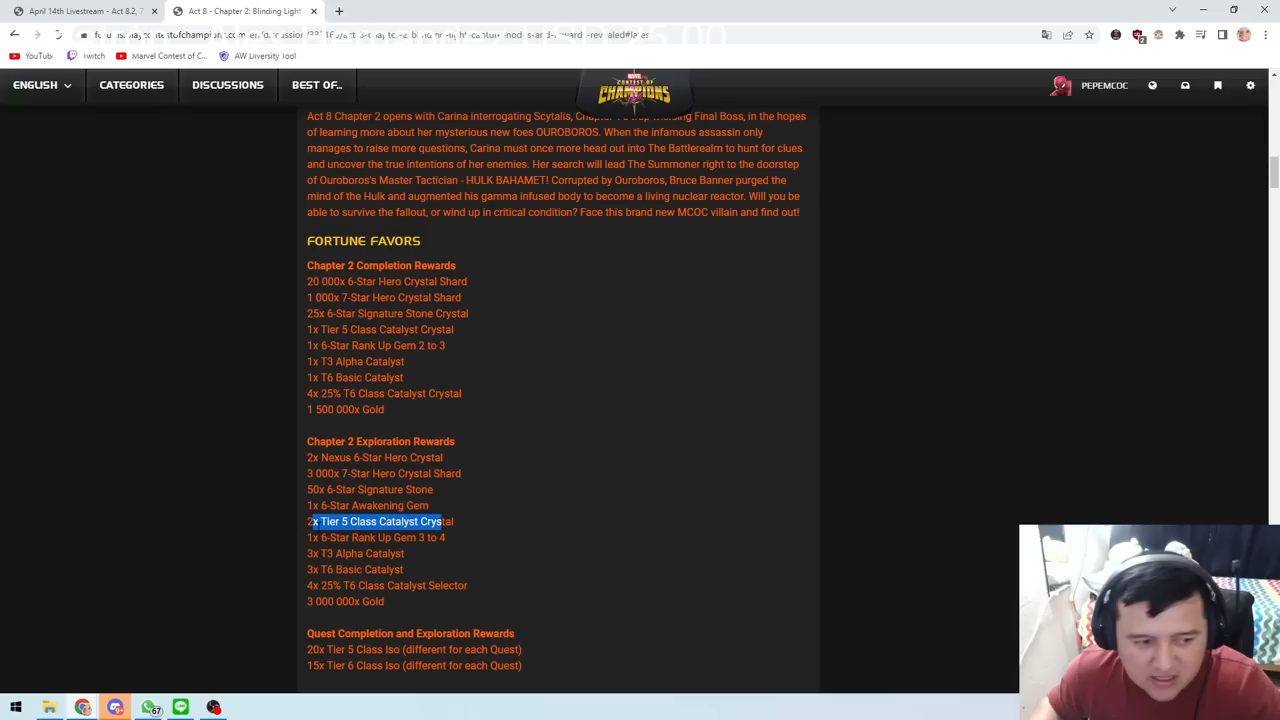 April 14th Livestream - Act 8.2, 7
Act 8 - Chapter 2: Blinding Light
YouTube
Twitch
Marvel Contest of C...
AW Diversity Tool
ENGLISH
CATEGORIES
DISCUSSIONS
BEST OF...
MARVEL
CONTEST OF
CHAMPIONS
PEPEMCOC
of learning more about her mysterious new foes OUROBOROS. When the infamous assassin only
manages to raise more questions, Carina must once more head out into The Battlerealm to hunt for clues
and uncover the true intentions of her enemies. Her search will lead The Summoner right to the doorstep
of Ouroboros's Master Tactician - HULK BAHAMET! Corrupted by Ouroboros, Bruce Banner purged the
mind of the Hulk and augmented his gamma infused body to become a living nuclear reactor. Will you be
able to survive the fallout, or wind up in critical condition? Face this brand new MCOC villain and find out!
FORTUNE FAVORS
Chapter 2 Completion Rewards
20 000x 6-Star Hero Crystal Shard
1 000x 7-Star Hero Crystal Shard
25x 6-Star Signature Stone Crystal
1x Tier 5 Class Catalyst Crystal
1x 6-Star Rank Up Gem 2 to 3
1x T3 Alpha Catalyst
1x T6 Basic Catalyst
4x 25% T6 Class Catalyst Crystal
1 500 000x Gold
Chapter 2 Exploration Rewards
2x Nexus 6-Star Hero Crystal
3 000x 7-Star Hero Crystal Shard
50x 6-Star Signature Stone
1x 6-Star Awakening Gem
2x Tier 5 Class Catalyst Crystal
1x 6-Star Rank Up Gem 3 to 4
3x T3 Alpha Catalyst
3x T6 Basic Catalyst
4x 25% T6 Class Catalyst Selector
3 000 000x Gold
Quest Completion and Exploration Rewards
20x Tier 5 Class Iso (different for each Quest)
15x Tier 6 Class Iso (different for each Quest)
67